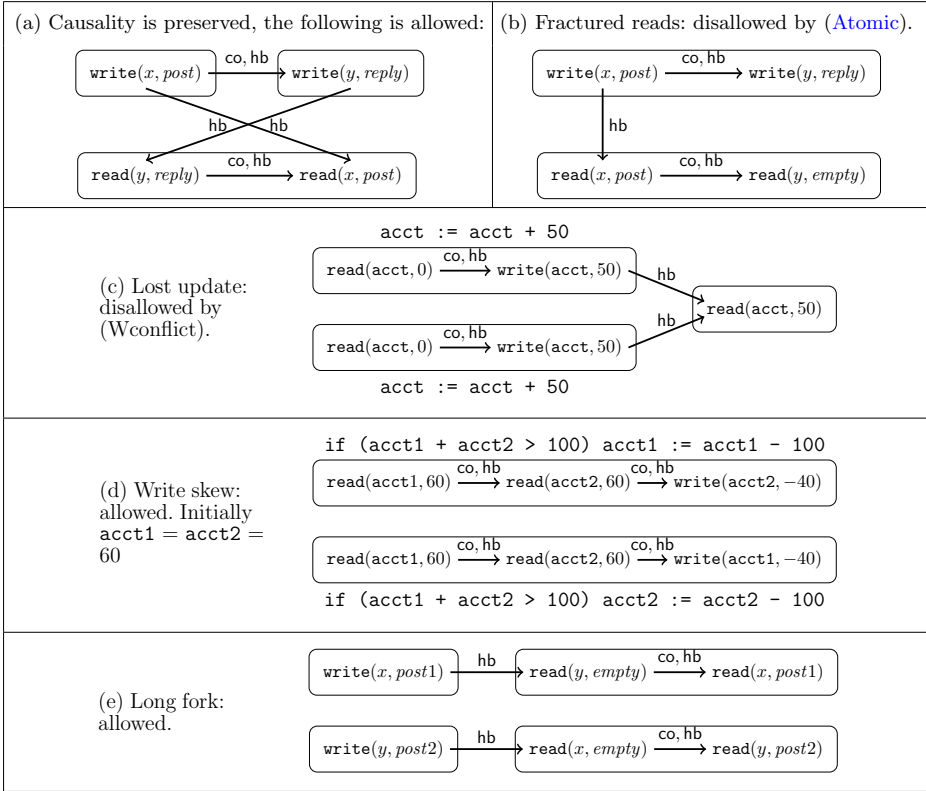 (a) Causality is preserved, the following is allowed:
write(x, post) co, hb write(y, reply)
hb hb
read(y, reply) co, hb read(x, post)
(b) Fractured reads: disallowed by (Atomic).
write(x, post) co, hb write(y, reply)
hb
read(x, post) co, hb read(y, empty)
(c) Lost update:
disallowed by
(Wconflict).
acct := acct + 50
read(acct, 0) co, hb write(acct, 50) hb
read(acct, 50)
read(acct, 0) co, hb write(acct, 50) hb
acct := acct + 50
(d) Write skew:
allowed. Initially
acct1 = acct2 =
60
if (acct1 + acct2 > 100) acct1 := acct1 - 100
read(acct1, 60) co, hb read(acct2, 60) co, hb write(acct2, −40)
read(acct1, 60) co, hb read(acct2, 60) co, hb write(acct1, −40)
if (acct1 + acct2 > 100) acct2 := acct2 - 100
(e) Long fork:
allowed.
write(x, post1) hb read(y, empty) co, hb read(x, post1)
write(y, post2) hb read(x, empty) co, hb read(y, post2)